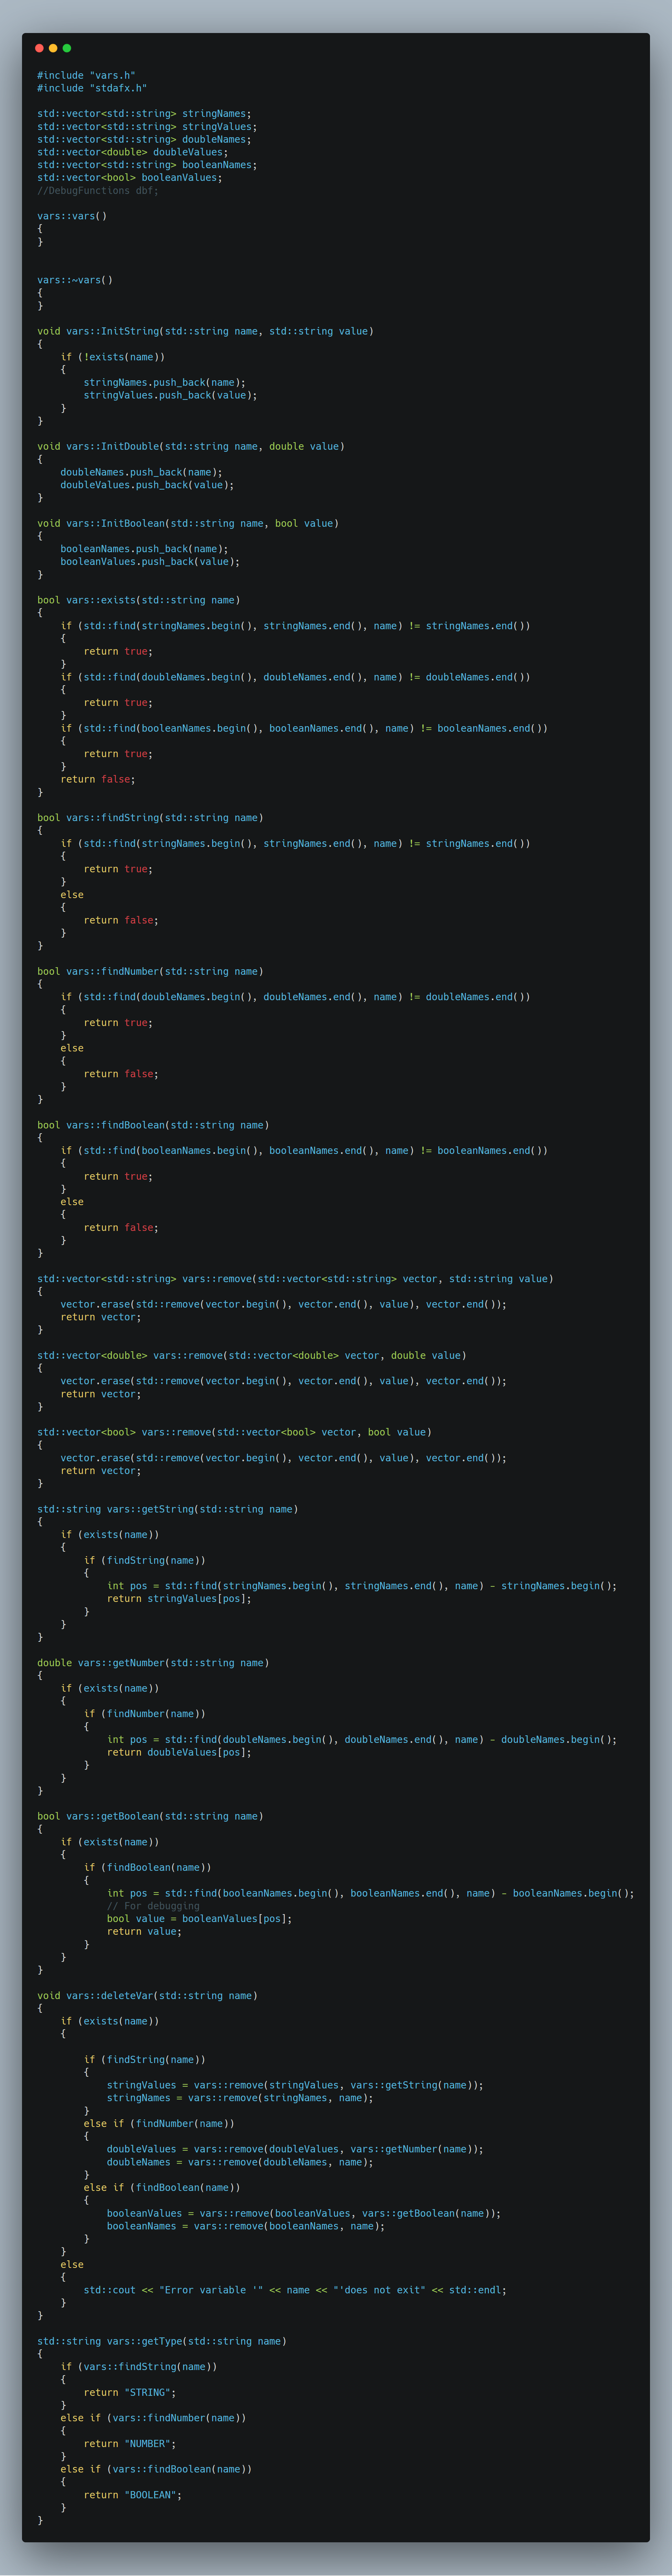 #include "vars.h"
#include "stdafx.h"

std::vector<std::string> stringNames;
std::vector<std::string> stringValues;
std::vector<std::string> doubleNames;
std::vector<double> doubleValues;
std::vector<std::string> booleanNames;
std::vector<bool> booleanValues;
//DebugFunctions dbf;

vars::vars()
{
}


vars::~vars()
{
}

void vars::InitString(std::string name, std::string value)
{
    if (!exists(name))
    {
        stringNames.push_back(name);
        stringValues.push_back(value);
    }
}

void vars::InitDouble(std::string name, double value)
{
    doubleNames.push_back(name);
    doubleValues.push_back(value);
}

void vars::InitBoolean(std::string name, bool value)
{
    booleanNames.push_back(name);
    booleanValues.push_back(value);
}

bool vars::exists(std::string name)
{
    if (std::find(stringNames.begin(), stringNames.end(), name) != stringNames.end())
    {
        return true;
    }
    if (std::find(doubleNames.begin(), doubleNames.end(), name) != doubleNames.end())
    {
        return true;
    }
    if (std::find(booleanNames.begin(), booleanNames.end(), name) != booleanNames.end())
    {
        return true;
    }
    return false;
}

bool vars::findString(std::string name)
{
    if (std::find(stringNames.begin(), stringNames.end(), name) != stringNames.end())
    {
        return true;
    }
    else
    {
        return false;
    }
}

bool vars::findNumber(std::string name)
{
    if (std::find(doubleNames.begin(), doubleNames.end(), name) != doubleNames.end())
    {
        return true;
    }
    else
    {
        return false;
    }
}

bool vars::findBoolean(std::string name)
{
    if (std::find(booleanNames.begin(), booleanNames.end(), name) != booleanNames.end())
    {
        return true;
    }
    else
    {
        return false;
    }
}

std::vector<std::string> vars::remove(std::vector<std::string> vector, std::string value)
{
    vector.erase(std::remove(vector.begin(), vector.end(), value), vector.end());
    return vector;
}

std::vector<double> vars::remove(std::vector<double> vector, double value)
{
    vector.erase(std::remove(vector.begin(), vector.end(), value), vector.end());
    return vector;
}

std::vector<bool> vars::remove(std::vector<bool> vector, bool value)
{
    vector.erase(std::remove(vector.begin(), vector.end(), value), vector.end());
    return vector;
}

std::string vars::getString(std::string name)
{
    if (exists(name))
    {
        if (findString(name))
        {
            int pos = std::find(stringNames.begin(), stringNames.end(), name) - stringNames.begin();
            return stringValues[pos];
        }
    }
}

double vars::getNumber(std::string name)
{
    if (exists(name))
    {
        if (findNumber(name))
        {
            int pos = std::find(doubleNames.begin(), doubleNames.end(), name) - doubleNames.begin();
            return doubleValues[pos];
        }
    }
}

bool vars::getBoolean(std::string name)
{
    if (exists(name))
    {
        if (findBoolean(name))
        {
            int pos = std::find(booleanNames.begin(), booleanNames.end(), name) - booleanNames.begin();
            // For debugging
            bool value = booleanValues[pos];
            return value;
        }
    }
}

void vars::deleteVar(std::string name)
{
    if (exists(name))
    {

        if (findString(name))
        {
            stringValues = vars::remove(stringValues, vars::getString(name));
            stringNames = vars::remove(stringNames, name);
        }
        else if (findNumber(name))
        {
            doubleValues = vars::remove(doubleValues, vars::getNumber(name));
            doubleNames = vars::remove(doubleNames, name);
        }
        else if (findBoolean(name))
        {
            booleanValues = vars::remove(booleanValues, vars::getBoolean(name));
            booleanNames = vars::remove(booleanNames, name);
        }
    }
    else
    {
        std::cout << "Error variable '" << name << "'does not exit" << std::endl;
    }
}

std::string vars::getType(std::string name)
{
    if (vars::findString(name))
    {
        return "STRING";
    }
    else if (vars::findNumber(name))
    {
        return "NUMBER";
    }
    else if (vars::findBoolean(name))
    {
        return "BOOLEAN";
    }
}